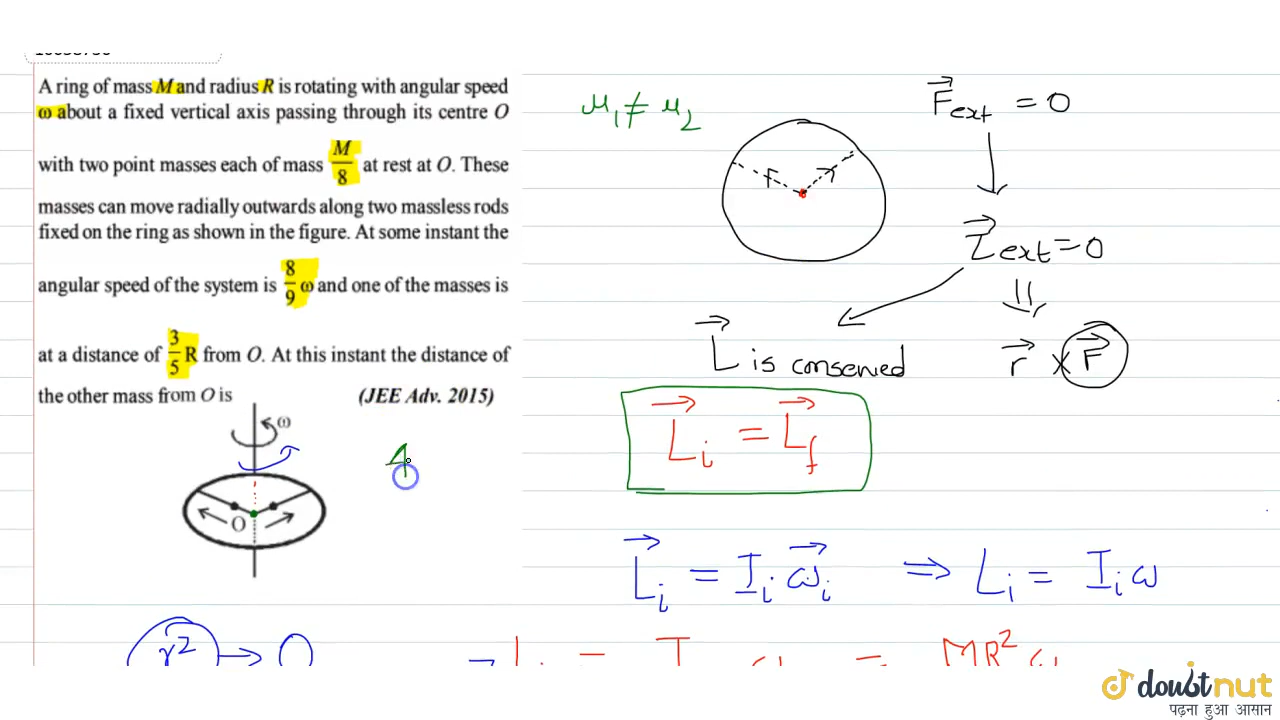 A ring of mass M and radius R is rotating with angular speed
ω about a fixed vertical axis passing through its centre O
with two point masses each of mass M/8 at rest at O. These
masses can move radially outwards along two massless rods
fixed on the ring as shown in the figure. At some instant the
angular speed of the system is 8/9 ω and one of the masses is
at a distance of 3/5 R from O. At this instant the distance of
the other mass from O is (JEE Adv. 2015)
ω
O
μ₁ ≠ μ₂
F⃗ext = 0
τ⃗ext = 0
L⃗ is conserved
r⃗ × F⃗
L⃗i = L⃗f
L⃗i = Ii ω⃗i ⇒ Li = Ii ω
r² → 0
MR² ω
doubtnut
पढ़ना हुआ आसान